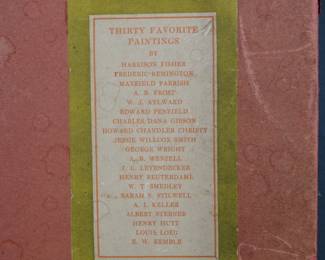 THIRTY FAVORITE
PAINTINGS
BY
HARRISON FISHER
FREDERIC REMINGTON
MAXFIELD PARRISH
A. B. FROST
W. J. AYLWARD
EDWARD PENFIELD
CHARLES DANA GIBSON
HOWARD CHANDLER CHRISTY
JESSIE WILLCOX SMITH
GEORGE WRIGHT
A. B. WENZELL
J. C. LEYENDECKER
HENRY REUTERDAHL
W. T. SMEDLEY
SARAH S. STILWELL
A. I. KELLER
ALBERT STERNER
HENRY HUTT
LOUIS LOEB
E. W. KEMBLE